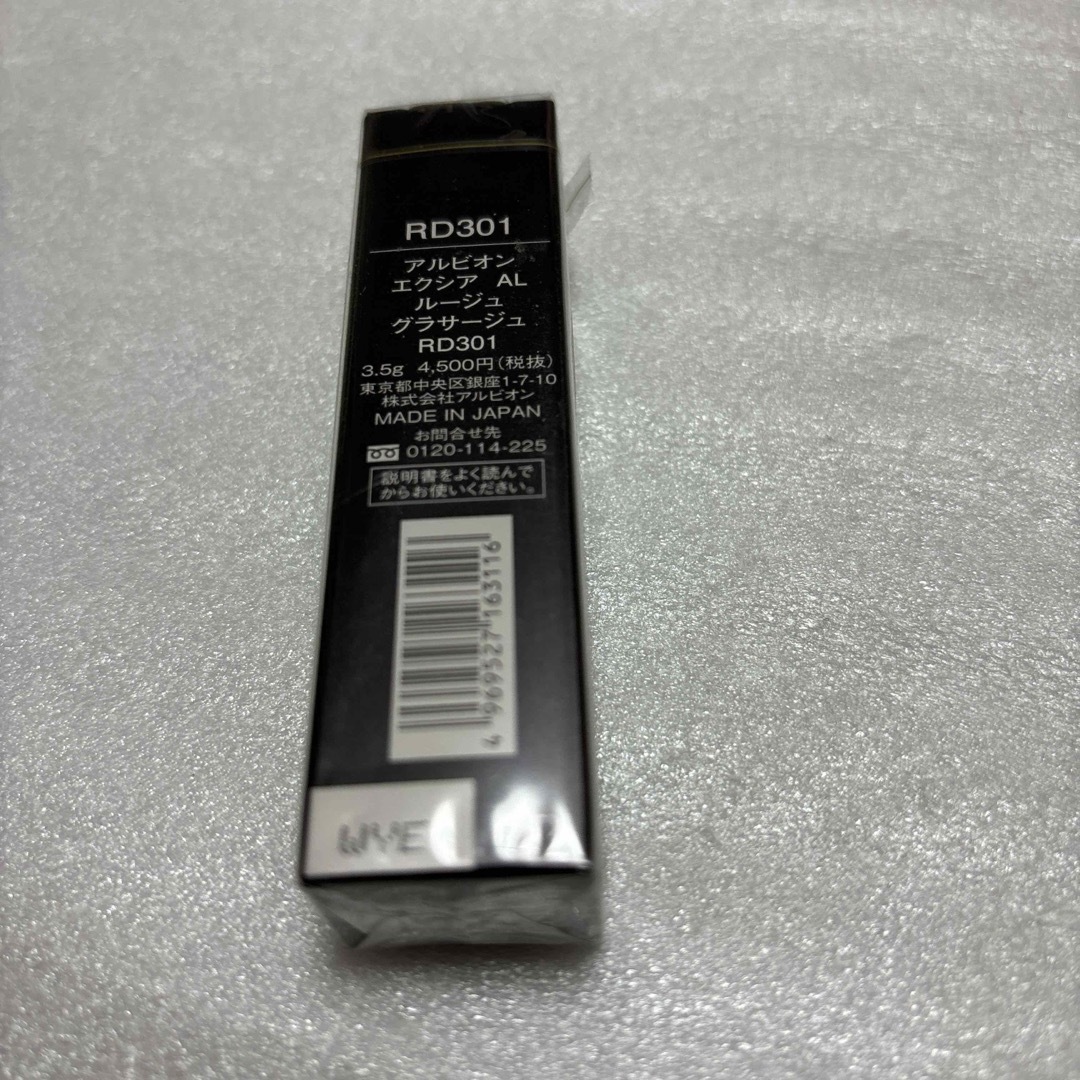 RD301
アルビオン
エクシア AL
ルージュ
グラサージュ
RD301
3.5g 4,500円(税抜)
東京都中央区銀座1-7-10
株式会社アルビオン
MADE IN JAPAN
お問合せ先
0120-114-225
説明書をよく読んで
からお使いください。
4 969527 163116
WYE